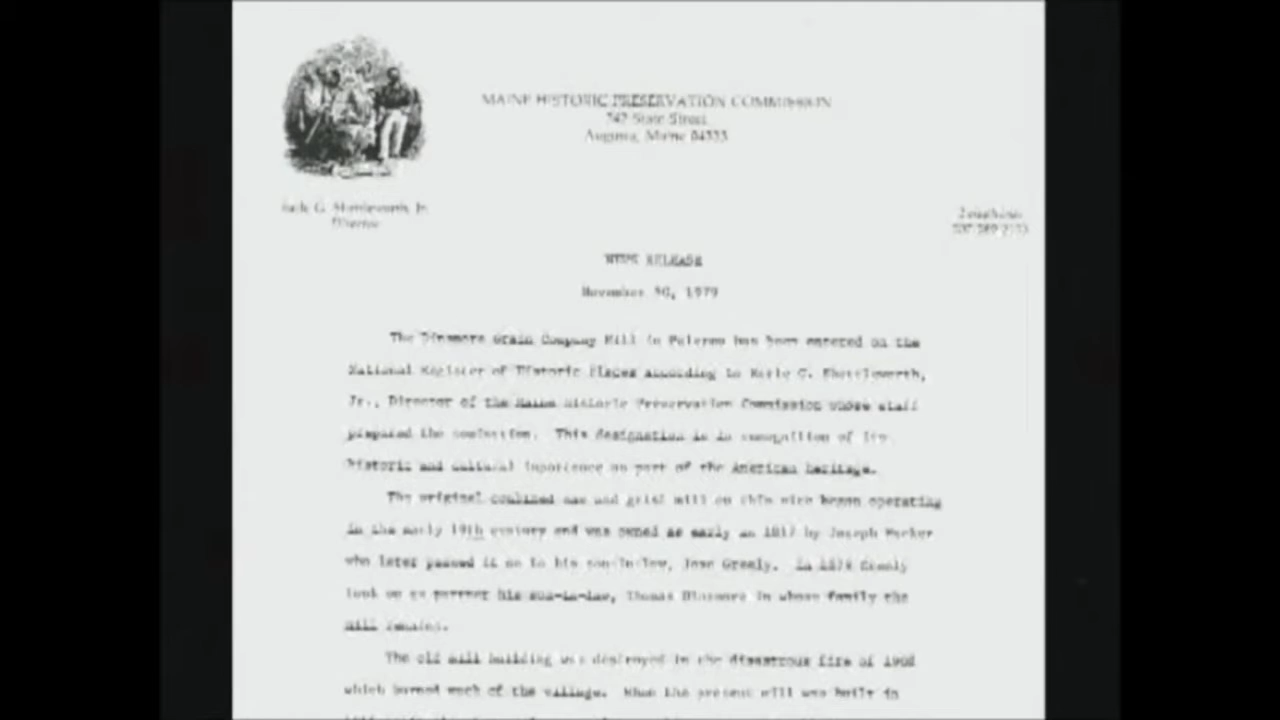 MAINE HISTORIC PRESERVATION COMMISSION
242 State Street
Augusta, Maine 04333
G. Shettleworth, Jr.
Director
Telephone
NEWS RELEASE
November 30, 1979
The Dinsmore Grain Company Mill in Palermo has been entered on the
National Register of Historic Places according to Earle G. Shettleworth,
Jr., Director of the Maine Historic Preservation Commission whose staff
prepared the nomination. This designation is in recognition of its
historic and cultural importance as part of the American heritage.
The original combined saw and grist mill on this site began operating
in the early 19th century and was owned as early as 1817 by Joseph
who later passed it on to his son-in-law, Jose Greely. In Greely
took on as partner his son-in-law, Thomas Dinsmore in whose family the
mill remains.
The old mill building was destroyed in the disastrous fire of 1908
which burned much of the village. When the present mill was built in